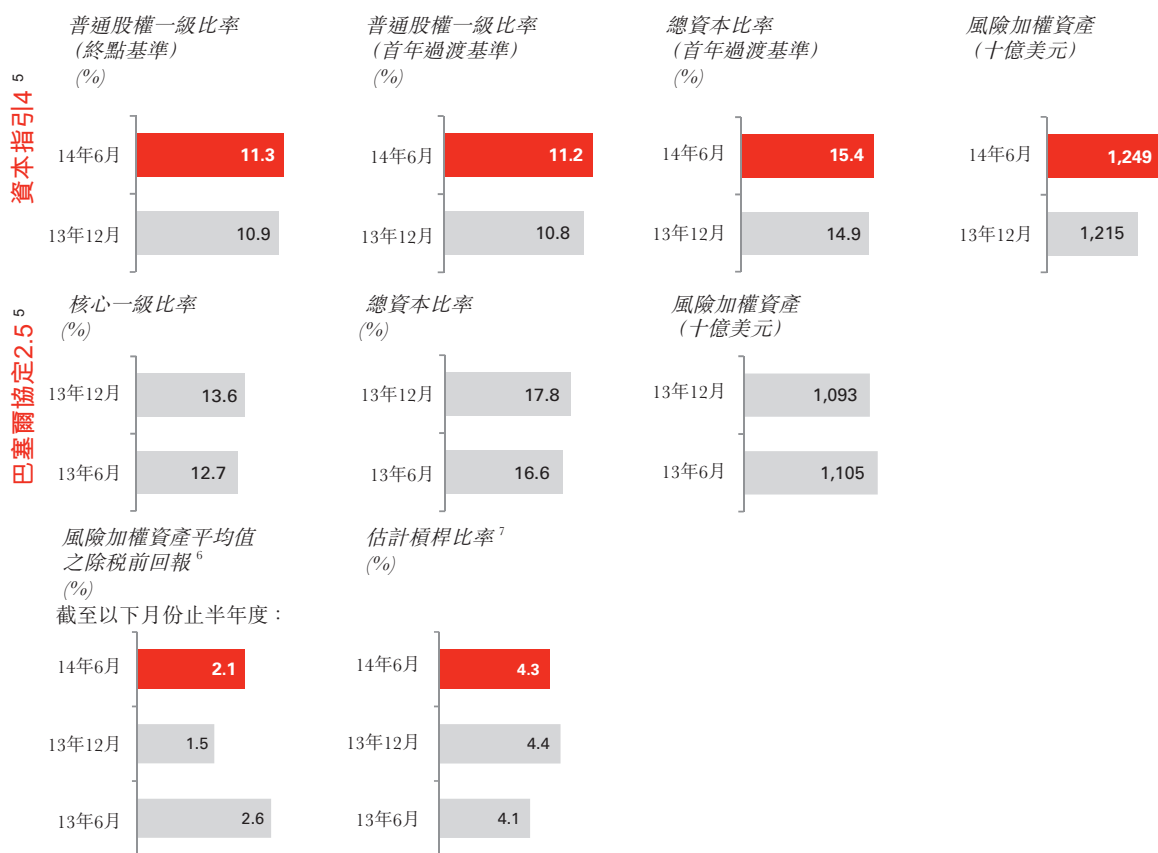 資本指引4 5
普通股權一級比率
（終點基準）
(%)
14年6月 11.3
13年12月 10.9
普通股權一級比率
（首年過渡基準）
(%)
14年6月 11.2
13年12月 10.8
總資本比率
（首年過渡基準）
(%)
14年6月 15.4
13年12月 14.9
風險加權資產
（十億美元）
14年6月 1,249
13年12月 1,215
巴塞爾協定2.5 5
核心一級比率
(%)
13年12月 13.6
13年6月 12.7
總資本比率
(%)
13年12月 17.8
13年6月 16.6
風險加權資產
（十億美元）
13年12月 1,093
13年6月 1,105
風險加權資產平均值
之除稅前回報 6
(%)
截至以下月份止半年度：
14年6月 2.1
13年12月 1.5
13年6月 2.6
估計槓桿比率 7
(%)
14年6月 4.3
13年12月 4.4
13年6月 4.1